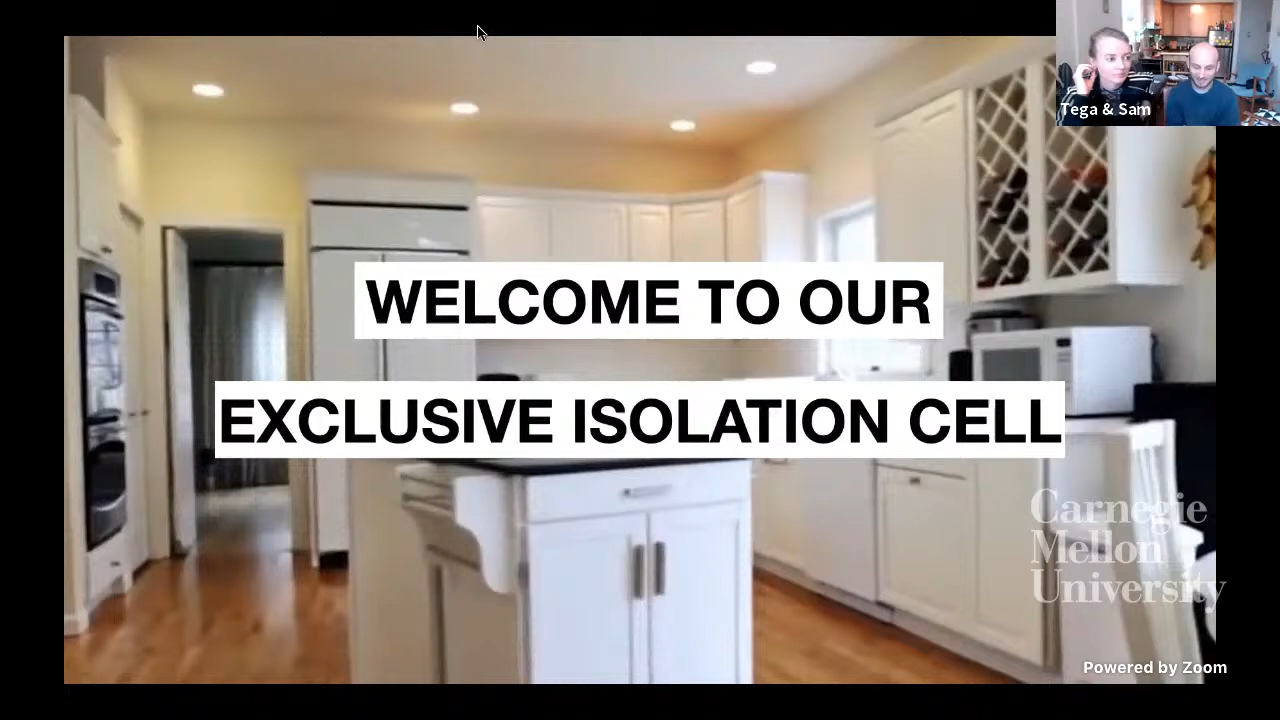 Tega & Sam
WELCOME TO OUR
EXCLUSIVE ISOLATION CELL
Carnegie
Mellon
University
Powered by Zoom